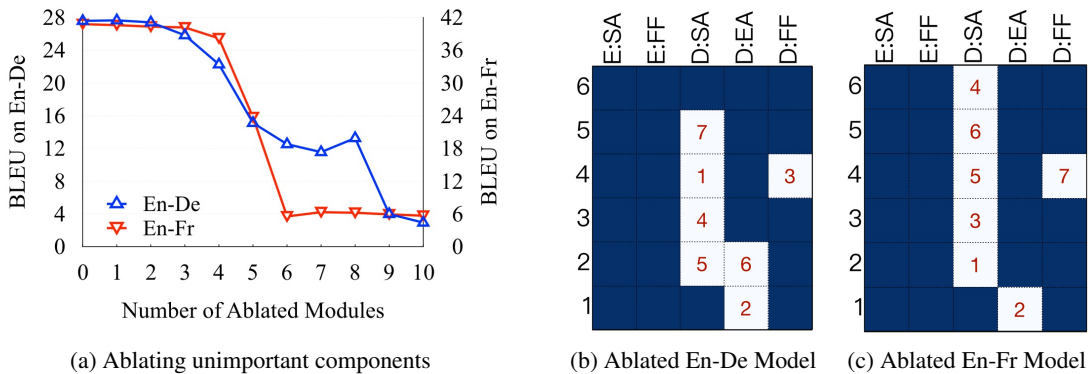 28
24
20
16
12
8
4
0
BLEU on En-De
42
36
30
24
18
12
6
0
BLEU on En-Fr
En-De
En-Fr
0 1 2 3 4 5 6 7 8 9 10
Number of Ablated Modules
(a) Ablating unimportant components
E:SA E:FF D:SA D:EA D:FF
6
5 7
4 1 3
3 4
2 5 6
1 2
(b) Ablated En-De Model
E:SA E:FF D:SA D:EA D:FF
6 4
5 6
4 5 7
3 3
2 1
1 2
(c) Ablated En-Fr Model